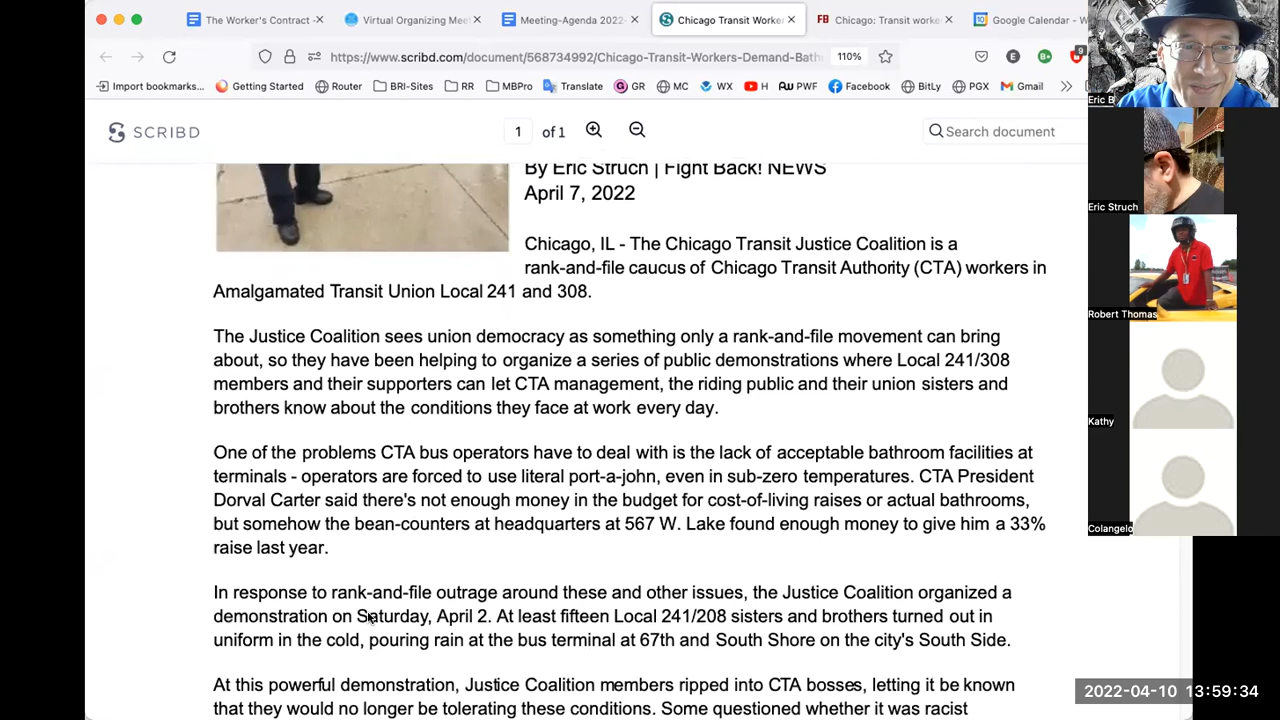 The Worker's Contract
Virtual Organizing Mee
Meeting-Agenda 2022-
Chicago Transit Worke
FB Chicago: Transit worke
Google Calendar - W
https://www.scribd.com/document/568734992/Chicago-Transit-Workers-Demand-Bath
110%
E
B+
9
Import bookmarks...
Getting Started
Router
BRI-Sites
RR
MBPro
Translate
GR
MC
WX
H
PWF
Facebook
BitLy
PGX
Gmail
SCRIBD
1 of 1
Search document
By Eric Struch | Fight Back! NEWS
April 7, 2022
Chicago, IL - The Chicago Transit Justice Coalition is a
rank-and-file caucus of Chicago Transit Authority (CTA) workers in
Amalgamated Transit Union Local 241 and 308.
The Justice Coalition sees union democracy as something only a rank-and-file movement can bring
about, so they have been helping to organize a series of public demonstrations where Local 241/308
members and their supporters can let CTA management, the riding public and their union sisters and
brothers know about the conditions they face at work every day.
One of the problems CTA bus operators have to deal with is the lack of acceptable bathroom facilities at
terminals - operators are forced to use literal port-a-john, even in sub-zero temperatures. CTA President
Dorval Carter said there's not enough money in the budget for cost-of-living raises or actual bathrooms,
but somehow the bean-counters at headquarters at 567 W. Lake found enough money to give him a 33%
raise last year.
In response to rank-and-file outrage around these and other issues, the Justice Coalition organized a
demonstration on Saturday, April 2. At least fifteen Local 241/208 sisters and brothers turned out in
uniform in the cold, pouring rain at the bus terminal at 67th and South Shore on the city's South Side.
At this powerful demonstration, Justice Coalition members ripped into CTA bosses, letting it be known
that they would no longer be tolerating these conditions. Some questioned whether it was racist
Eric B
Eric Struch
Robert Thomas
Kathy
Colangelo
2022-04-10 13:59:34